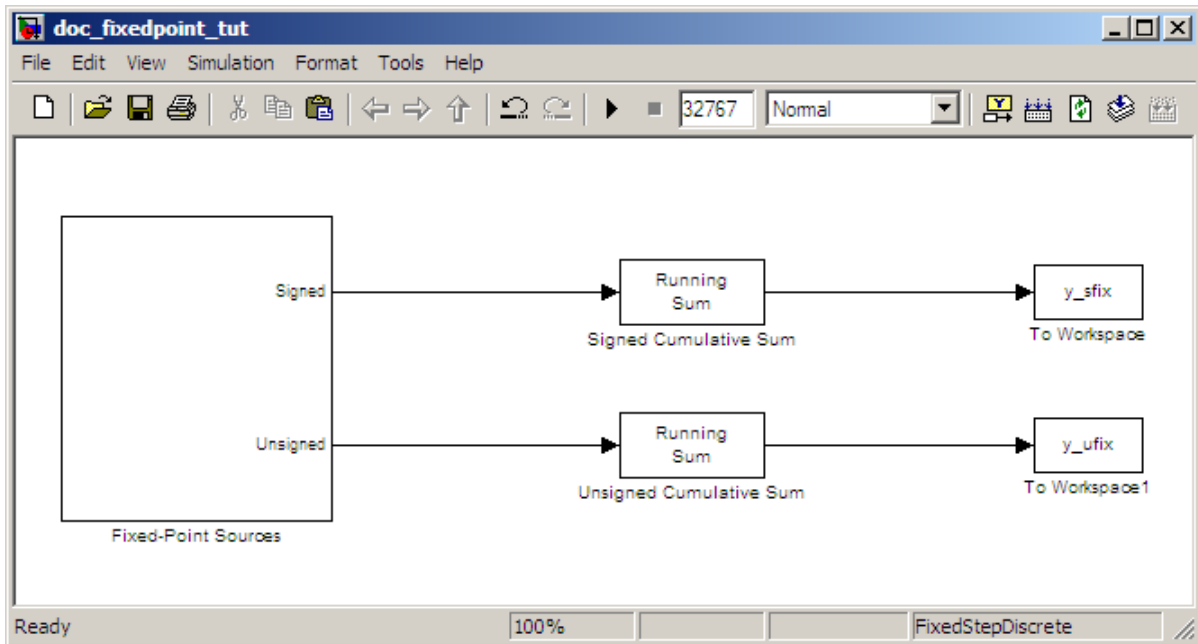 doc_fixedpoint_tut
File Edit View Simulation Format Tools Help
32767 Normal
Signed
Running
Sum
Signed Cumulative Sum
y_sfix
To Workspace
Unsigned
Running
Sum
Unsigned Cumulative Sum
y_ufix
To Workspace1
Fixed-Point Sources
Ready 100% FixedStepDiscrete